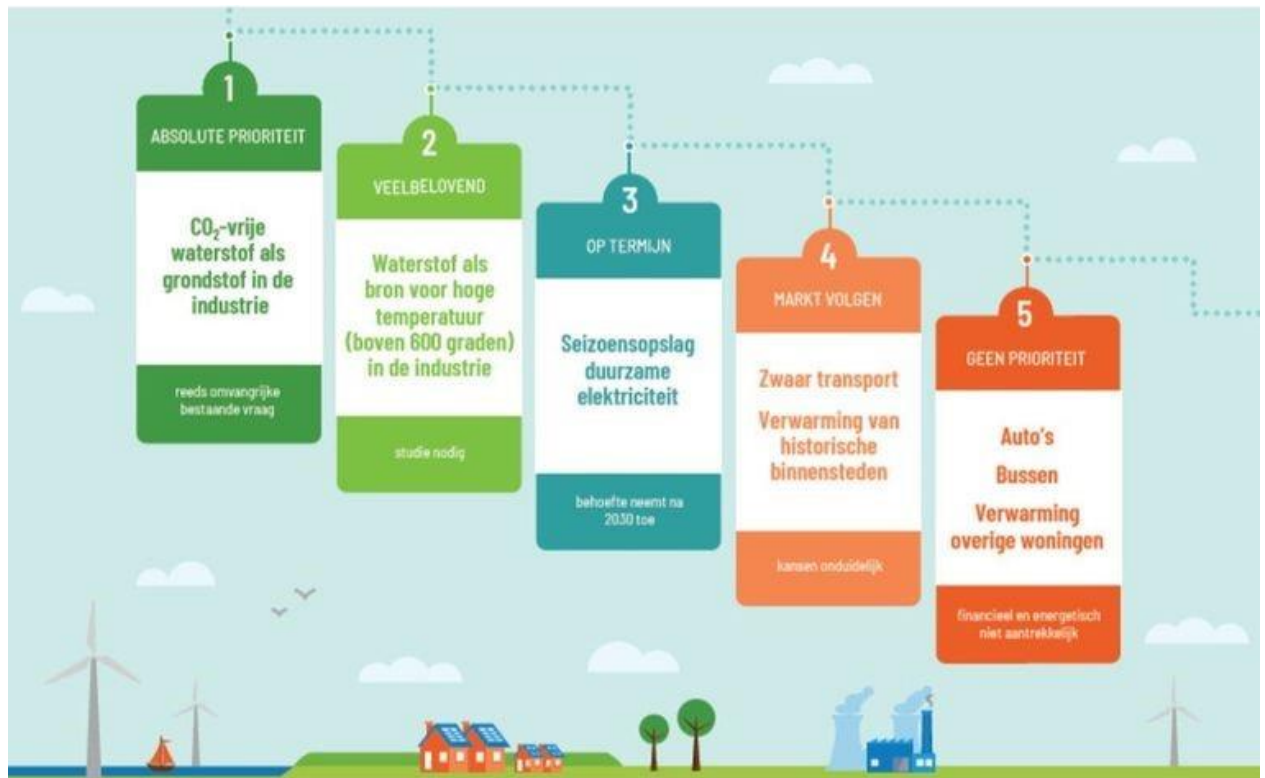 1
ABSOLUTE PRIORITEIT
CO₂-vrije
waterstof als
grondstof in de
industrie
reeds omvangrijke
bestaande vraag
2
VEELBELOVEND
Waterstof als
bron voor hoge
temperatuur
(boven 600 graden)
in de industrie
studie nodig
3
OP TERMIJN
Seizoensopslag
duurzame
elektriciteit
behoefte neemt na
2030 toe
4
MARKT VOLGEN
Zwaar transport
Verwarming van
historische
binnensteden
kansen onduidelijk
5
GEEN PRIORITEIT
Auto's
Bussen
Verwarming
overige woningen
financieel en energetisch
niet aantrekkelijk